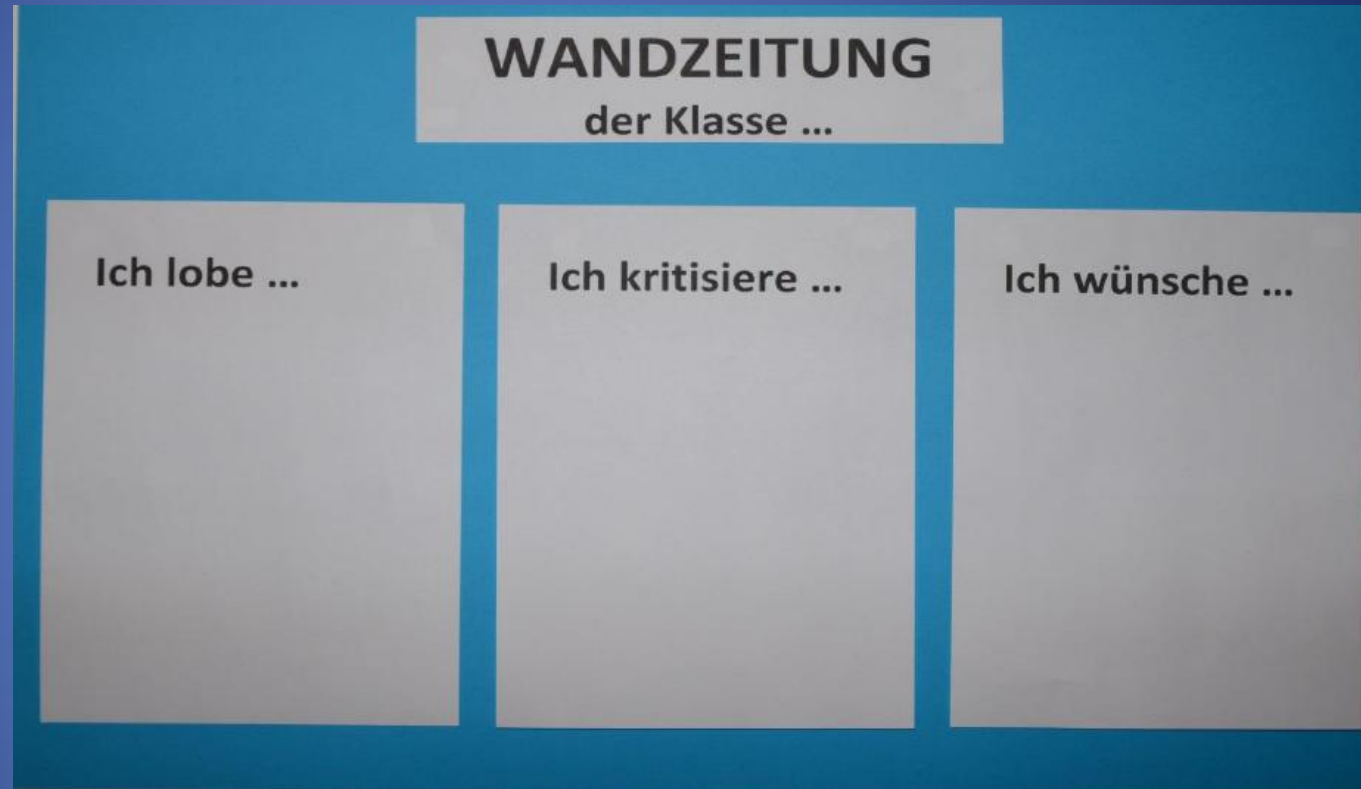 WANDZEITUNG
der Klasse ...
Ich lobe ...
Ich kritisiere ...
Ich wünsche ...